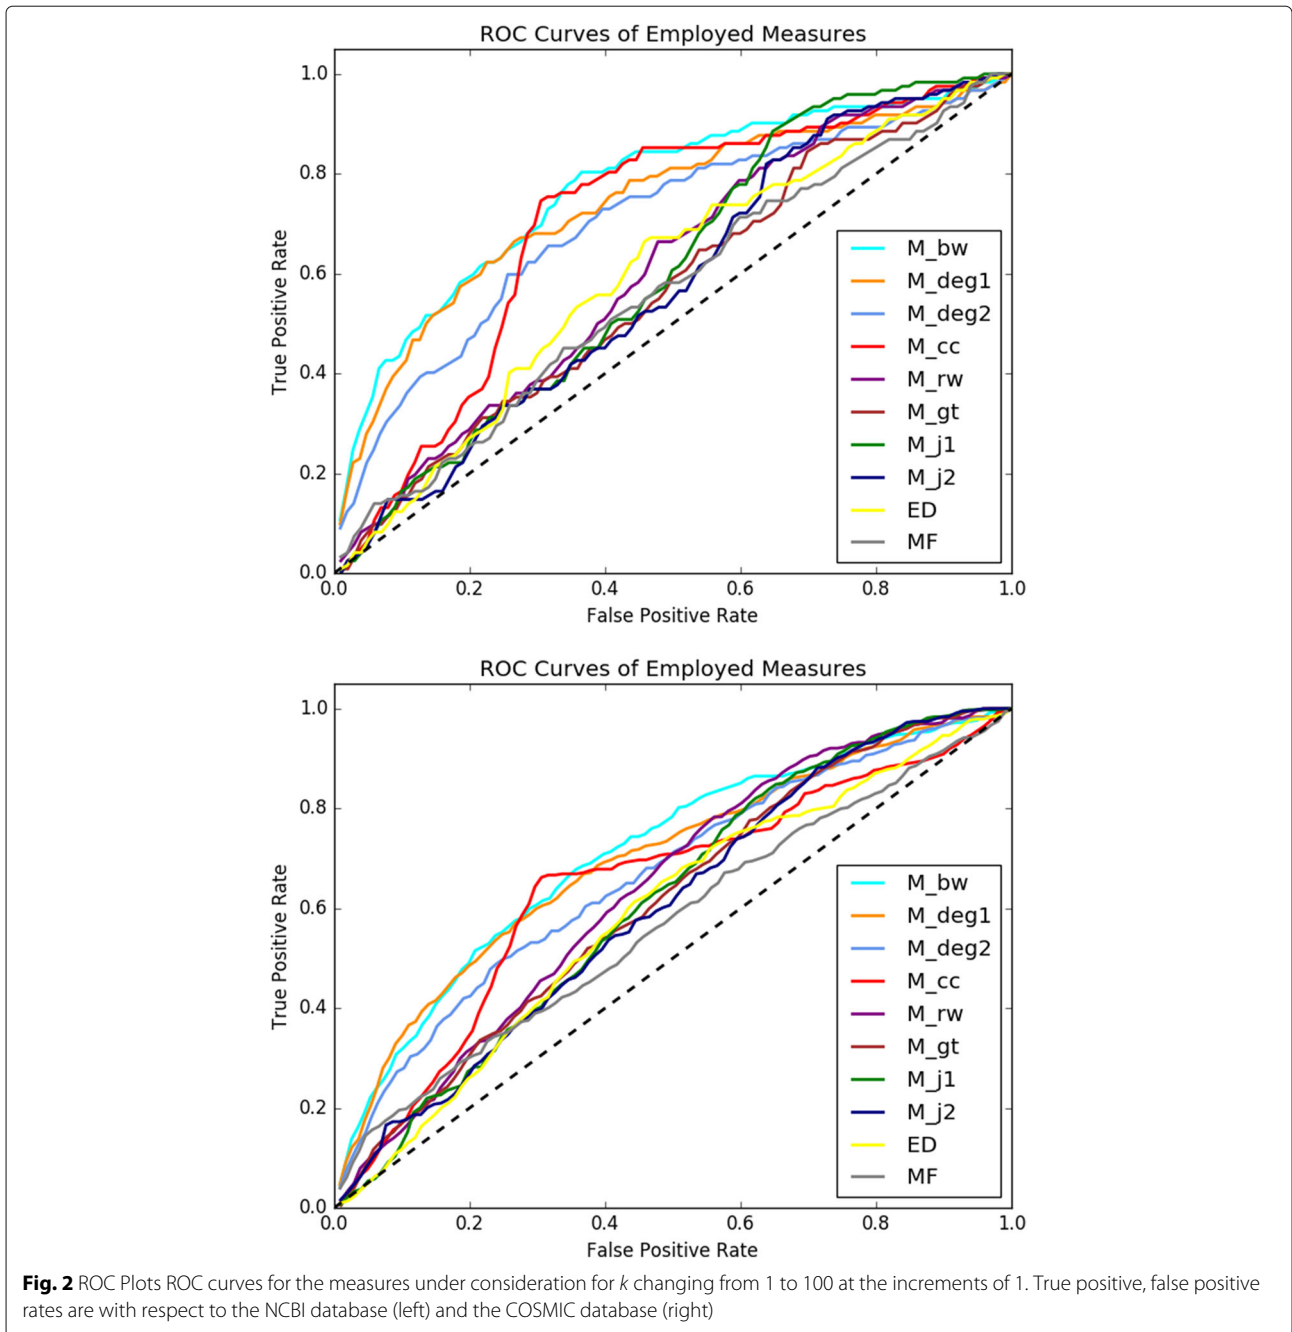 ROC Curves of Employed Measures
True Positive Rate
1.0
0.8
0.6
0.4
0.2
0.0
M_bw
M_deg1
M_deg2
M_cc
M_rw
M_gt
M_j1
M_j2
ED
MF
0.0 0.2 0.4 0.6 0.8 1.0
False Positive Rate
ROC Curves of Employed Measures
True Positive Rate
1.0
0.8
0.6
0.4
0.2
0.0
M_bw
M_deg1
M_deg2
M_cc
M_rw
M_gt
M_j1
M_j2
ED
MF
0.0 0.2 0.4 0.6 0.8 1.0
False Positive Rate
Fig. 2 ROC Plots ROC curves for the measures under consideration for k changing from 1 to 100 at the increments of 1. True positive, false positive
rates are with respect to the NCBI database (left) and the COSMIC database (right)